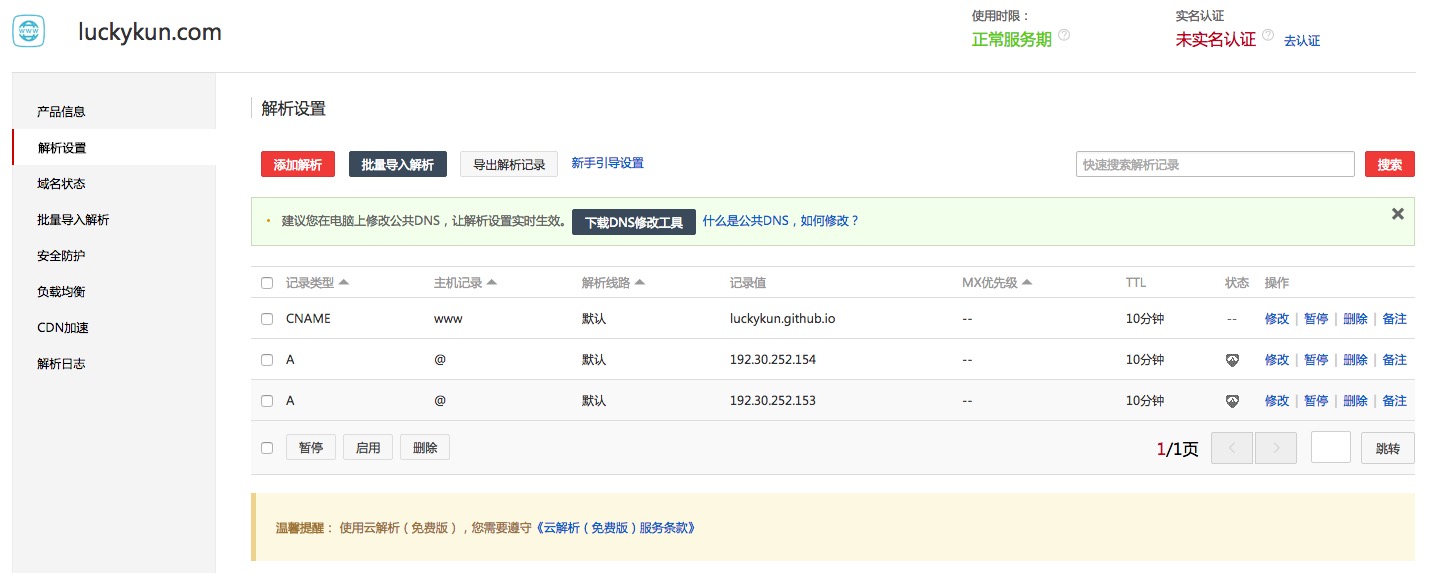 www
luckykun.com
使用时限：
正常服务期 ?
实名认证
未实名认证 ? 去认证
产品信息
解析设置
域名状态
批量导入解析
安全防护
负载均衡
CDN加速
解析日志
解析设置
添加解析 批量导入解析 导出解析记录 新手引导设置 快速搜索解析记录 搜索
建议您在电脑上修改公共DNS，让解析设置实时生效。 下载DNS修改工具 什么是公共DNS，如何修改？
记录类型 主机记录 解析线路 记录值 MX优先级 TTL 状态 操作
CNAME www 默认 luckykun.github.io -- 10分钟 -- 修改 | 暂停 | 删除 | 备注
A @ 默认 192.30.252.154 -- 10分钟 修改 | 暂停 | 删除 | 备注
A @ 默认 192.30.252.153 -- 10分钟 修改 | 暂停 | 删除 | 备注
暂停 启用 删除 1/1页 跳转
温馨提醒： 使用云解析（免费版），您需要遵守《云解析（免费版）服务条款》